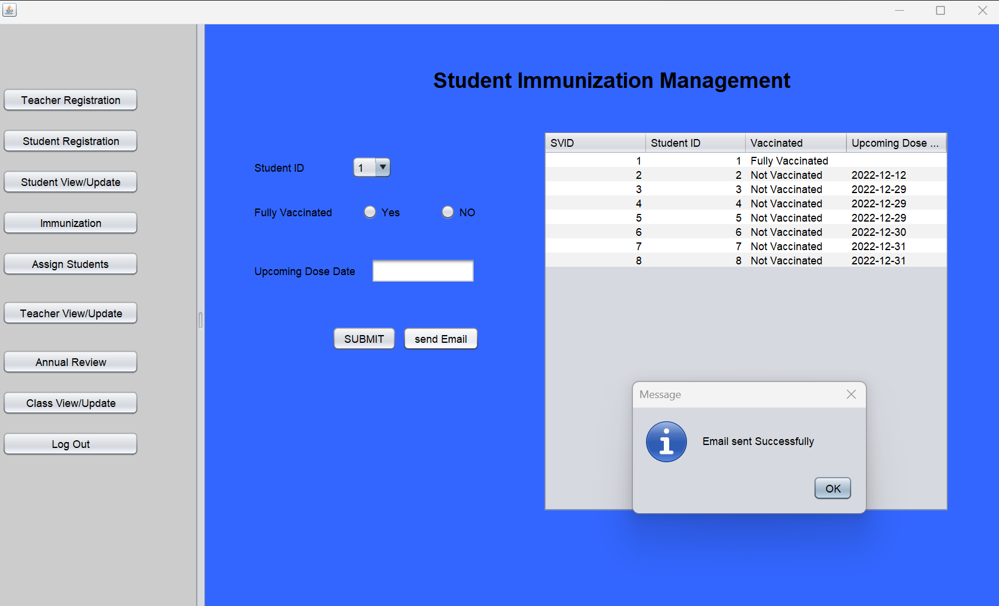 Student Immunization Management
Teacher Registration
Student Registration
Student View/Update
Immunization
Assign Students
Teacher View/Update
Annual Review
Class View/Update
Log Out
Student ID 1
Fully Vaccinated Yes NO
Upcoming Dose Date
SUBMIT send Email
SVID Student ID Vaccinated Upcoming Dose ...
1 1 Fully Vaccinated
2 2 Not Vaccinated 2022-12-12
3 3 Not Vaccinated 2022-12-29
4 4 Not Vaccinated 2022-12-29
5 5 Not Vaccinated 2022-12-29
6 6 Not Vaccinated 2022-12-30
7 7 Not Vaccinated 2022-12-31
8 8 Not Vaccinated 2022-12-31
Message
Email sent Successfully
OK